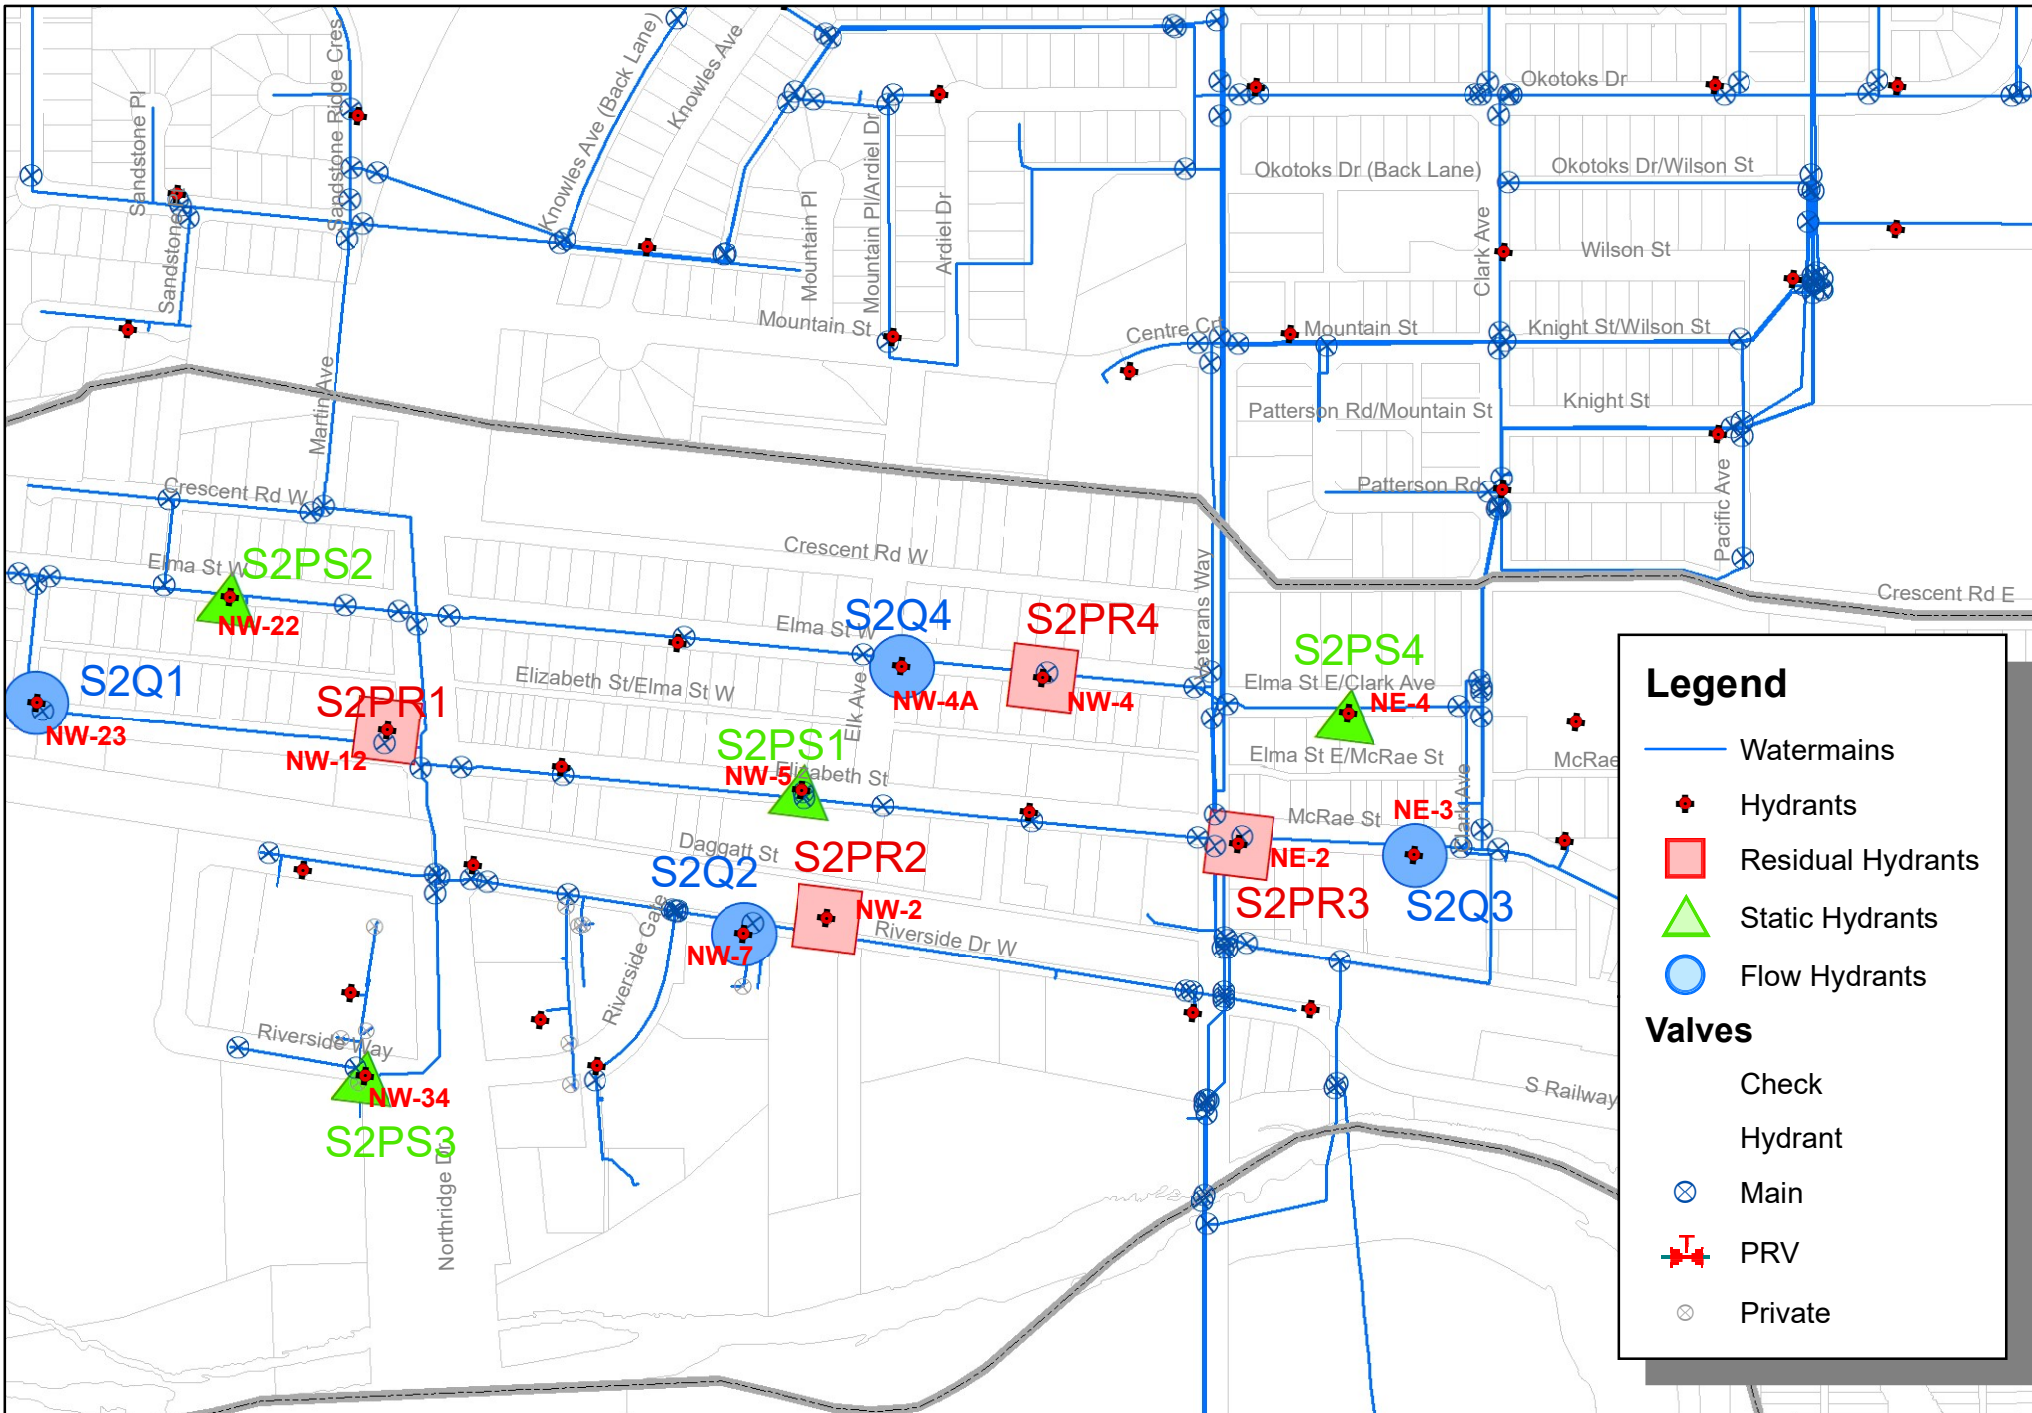 Sandstone Pl
Sandstone Ridge Cres
Knowles Ave (Back Lane)
Knowles Ave
Okotoks Dr
Mountain Pl/Ardiel Dr
Okotoks Dr (Back Lane)
Okotoks Dr/Wilson St
Sandstone
Mountain Pl
Ardiel Dr
Clark Ave
Wilson St
Mountain St
Centre Crt
Mountain St
Knight St/Wilson St
Martin Ave
Patterson Rd/Mountain St
Knight St
Crescent Rd W
Patterson Rd
Pacific Ave
Crescent Rd W
Elma St W
S2PS2
NW-22
Veterans Way
Crescent Rd E
S2Q4
Elma St W
S2PR4
S2PS4
NW-4A
NW-4
Elma St E/Clark Ave
NE-4
S2Q1
NW-23
S2PR1
NW-12
Elizabeth St/Elma St W
Elk Ave
S2PS1
NW-5
Elizabeth St
Elma St E/McRae St
McRae
McRae St
NE-3
Clark Ave
Daggatt St
S2Q2
S2PR2
NW-2
NE-2
S2PR3
S2Q3
NW-7
Riverside Dr W
Riverside Gate
Riverside Way
NW-34
S2PS3
Northridge Dr
S Railway
Legend
Watermains
Hydrants
Residual Hydrants
Static Hydrants
Flow Hydrants
Valves
Check
Hydrant
Main
PRV
Private